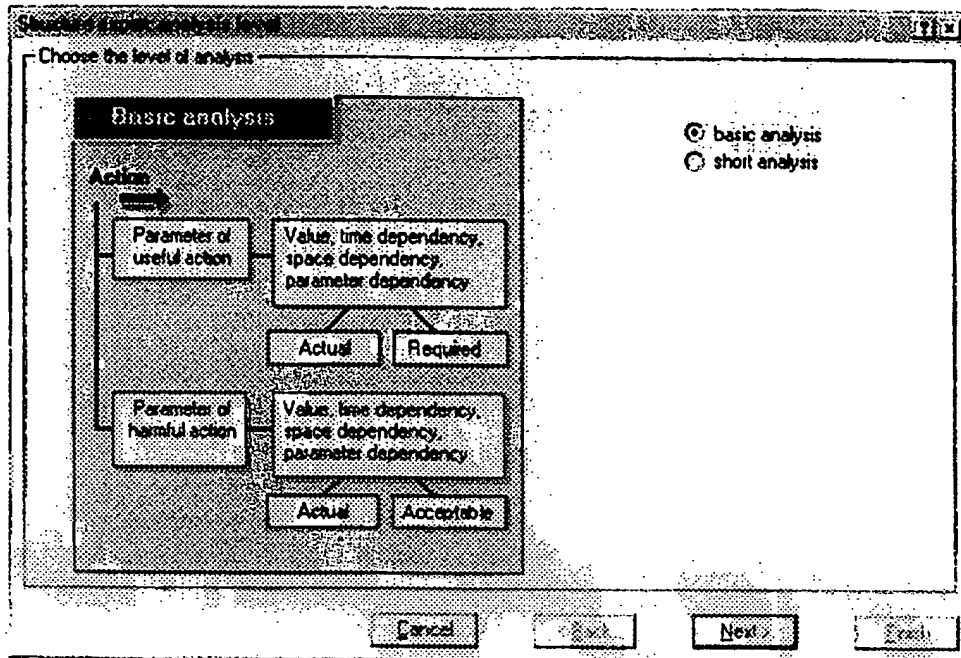 Choose the level of analysis
Basic analysis
Action
Parameter of
useful action
Value, time dependency,
space dependency,
parameter dependency
Actual
Required
Parameter of
harmful action
Value, time dependency,
space dependency,
parameter dependency
Actual
Acceptable
basic analysis
short analysis
Cancel
< Back
Next >
Finish